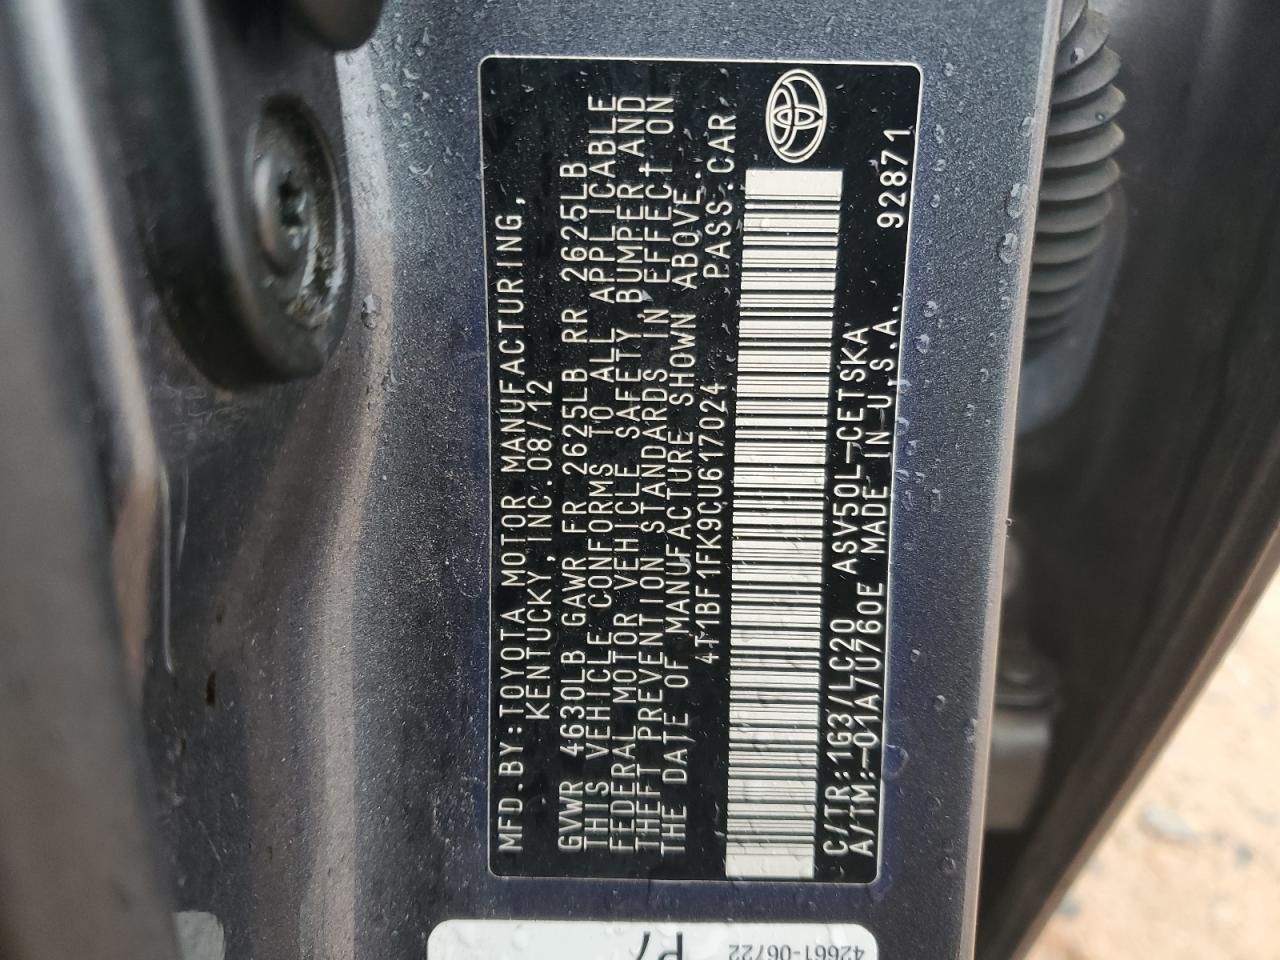 MFD.BY:TOYOTA MOTOR MANUFACTURING,
KENTUCKY,INC.08/12
GVWR 4630LB GAWR FR 2625LB RR 2625LB
THIS VEHICLE CONFORMS TO ALL APPLICABLE
FEDERAL MOTOR VEHICLE SAFETY,BUMPER,AND
THEFT PREVENTION STANDARDS IN EFFECT ON
THE DATE OF MANUFACTURE SHOWN ABOVE.
4T1BF1FK9CU617024 PASS.CAR
C/TR:1G3/LC20 ASV50L-CETSKA 92871
A/TM:-01A/U760E MADE IN U.S.A.
42661-06722